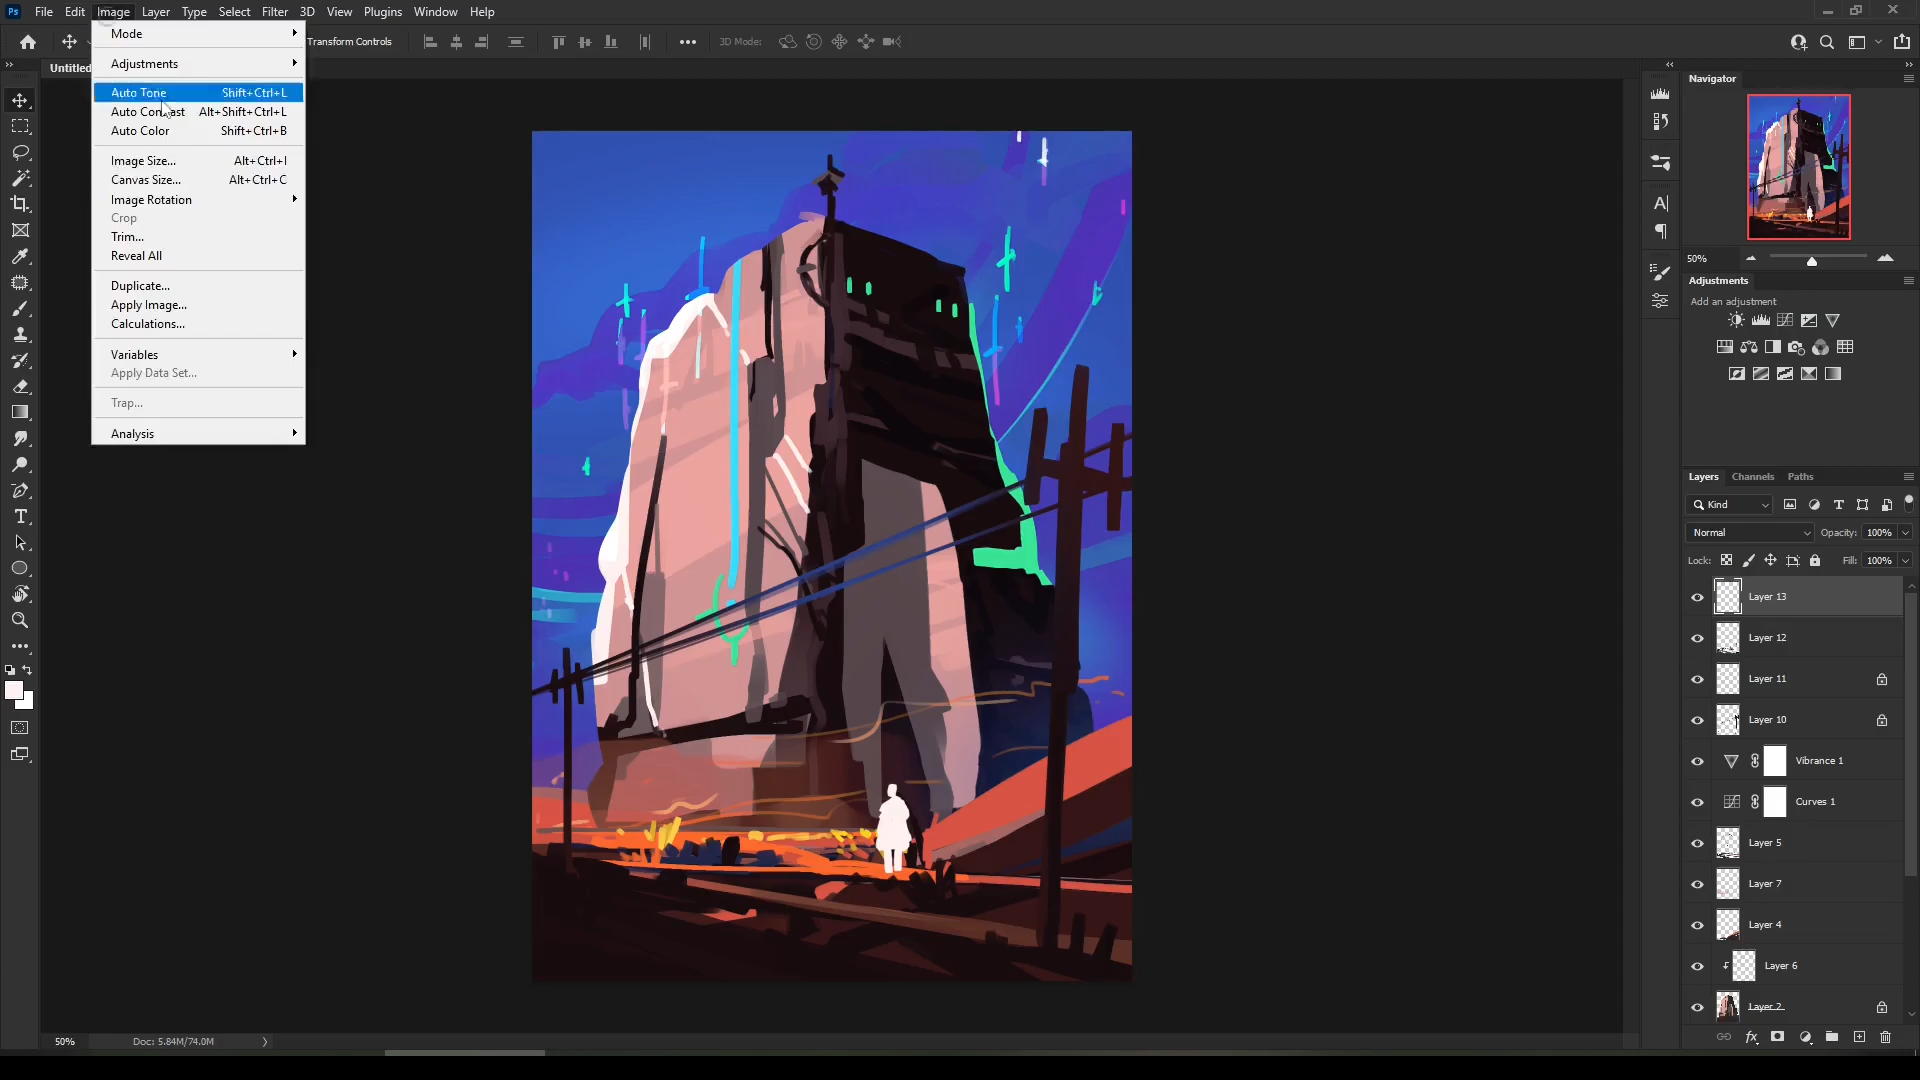 Ps File Edit Image Layer Type Select Filter 3D View Plugins Window Help
Transform Controls 3D Mode:
Untitled
Mode
Adjustments
Auto Tone Shift+Ctrl+L
Auto Contrast Alt+Shift+Ctrl+L
Auto Color Shift+Ctrl+B
Image Size... Alt+Ctrl+I
Canvas Size... Alt+Ctrl+C
Image Rotation
Crop
Trim...
Reveal All
Duplicate...
Apply Image...
Calculations...
Variables
Apply Data Set...
Trap...
Analysis
Navigator
50%
Adjustments
Add an adjustment
Layers Channels Paths
Kind
Normal Opacity: 100%
Lock: Fill: 100%
Layer 13
Layer 12
Layer 11
Layer 10
Vibrance 1
Curves 1
Layer 5
Layer 7
Layer 4
Layer 6
Layer 2
50% Doc: 5.84M/74.0M